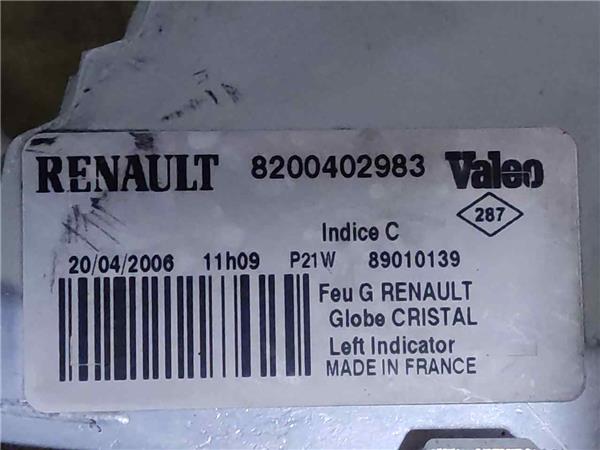 RENAULT 8200402983 Valeo
287
Indice C
20/04/2006 11h09 P21W 89010139
Feu G RENAULT
Globe CRISTAL
Left Indicator
MADE IN FRANCE